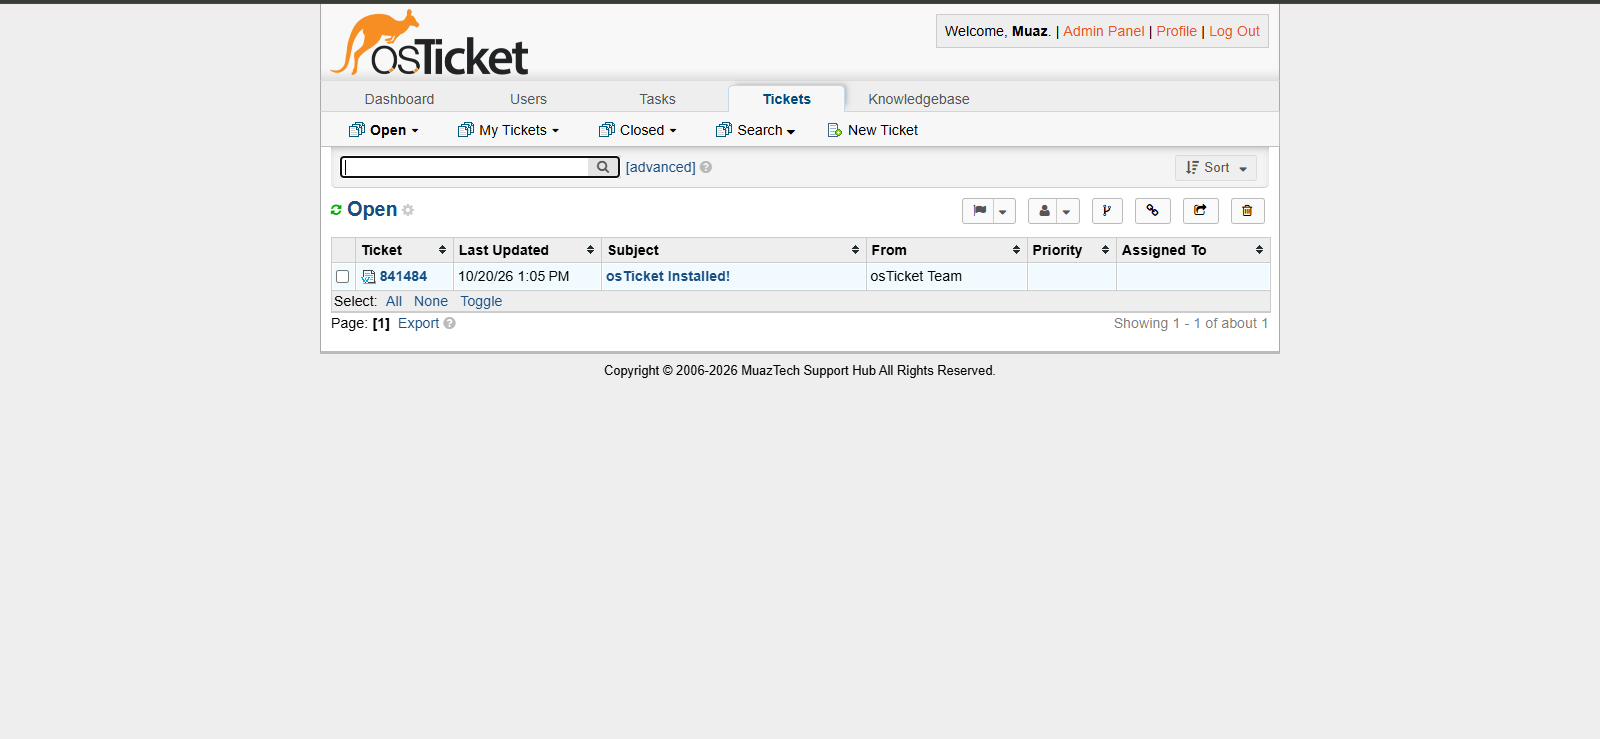 osTicket
Welcome, Muaz. | Admin Panel | Profile | Log Out
Dashboard Users Tasks Tickets Knowledgebase
Open My Tickets Closed Search New Ticket
[advanced] Sort
Open
Ticket Last Updated Subject From Priority Assigned To
841484 10/20/26 1:05 PM osTicket Installed! osTicket Team
Select: All None Toggle
Page: [1] Export Showing 1 - 1 of about 1
Copyright © 2006-2026 MuazTech Support Hub All Rights Reserved.